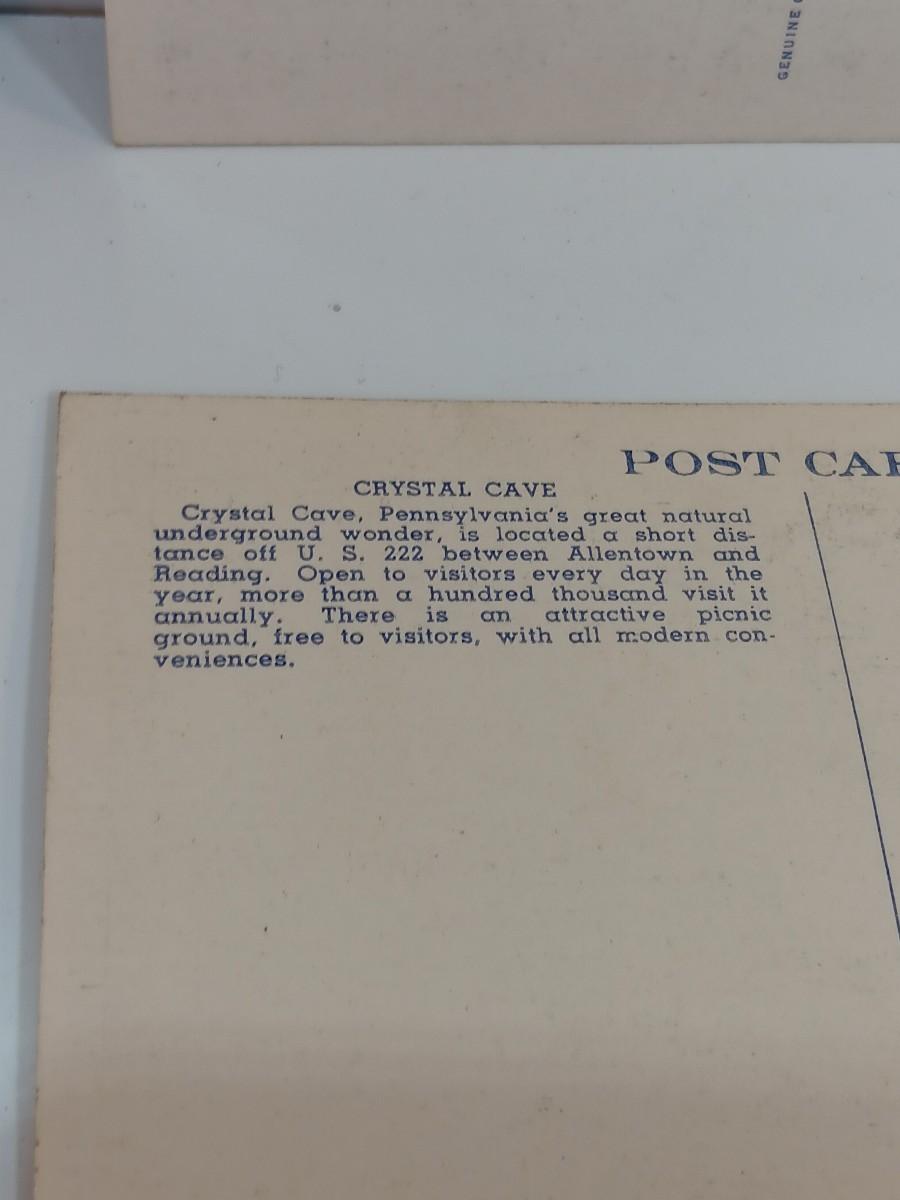 GENUINE
POST
CRYSTAL CAVE
Crystal Cave, Pennsylvania's great natural
underground wonder, is located a short dis-
tance off U. S. 222 between Allentown and
Reading. Open to visitors every day in the
year, more than a hundred thousand visit it
annually. There is an attractive picnic
ground, free to visitors, with all modern con-
veniences.